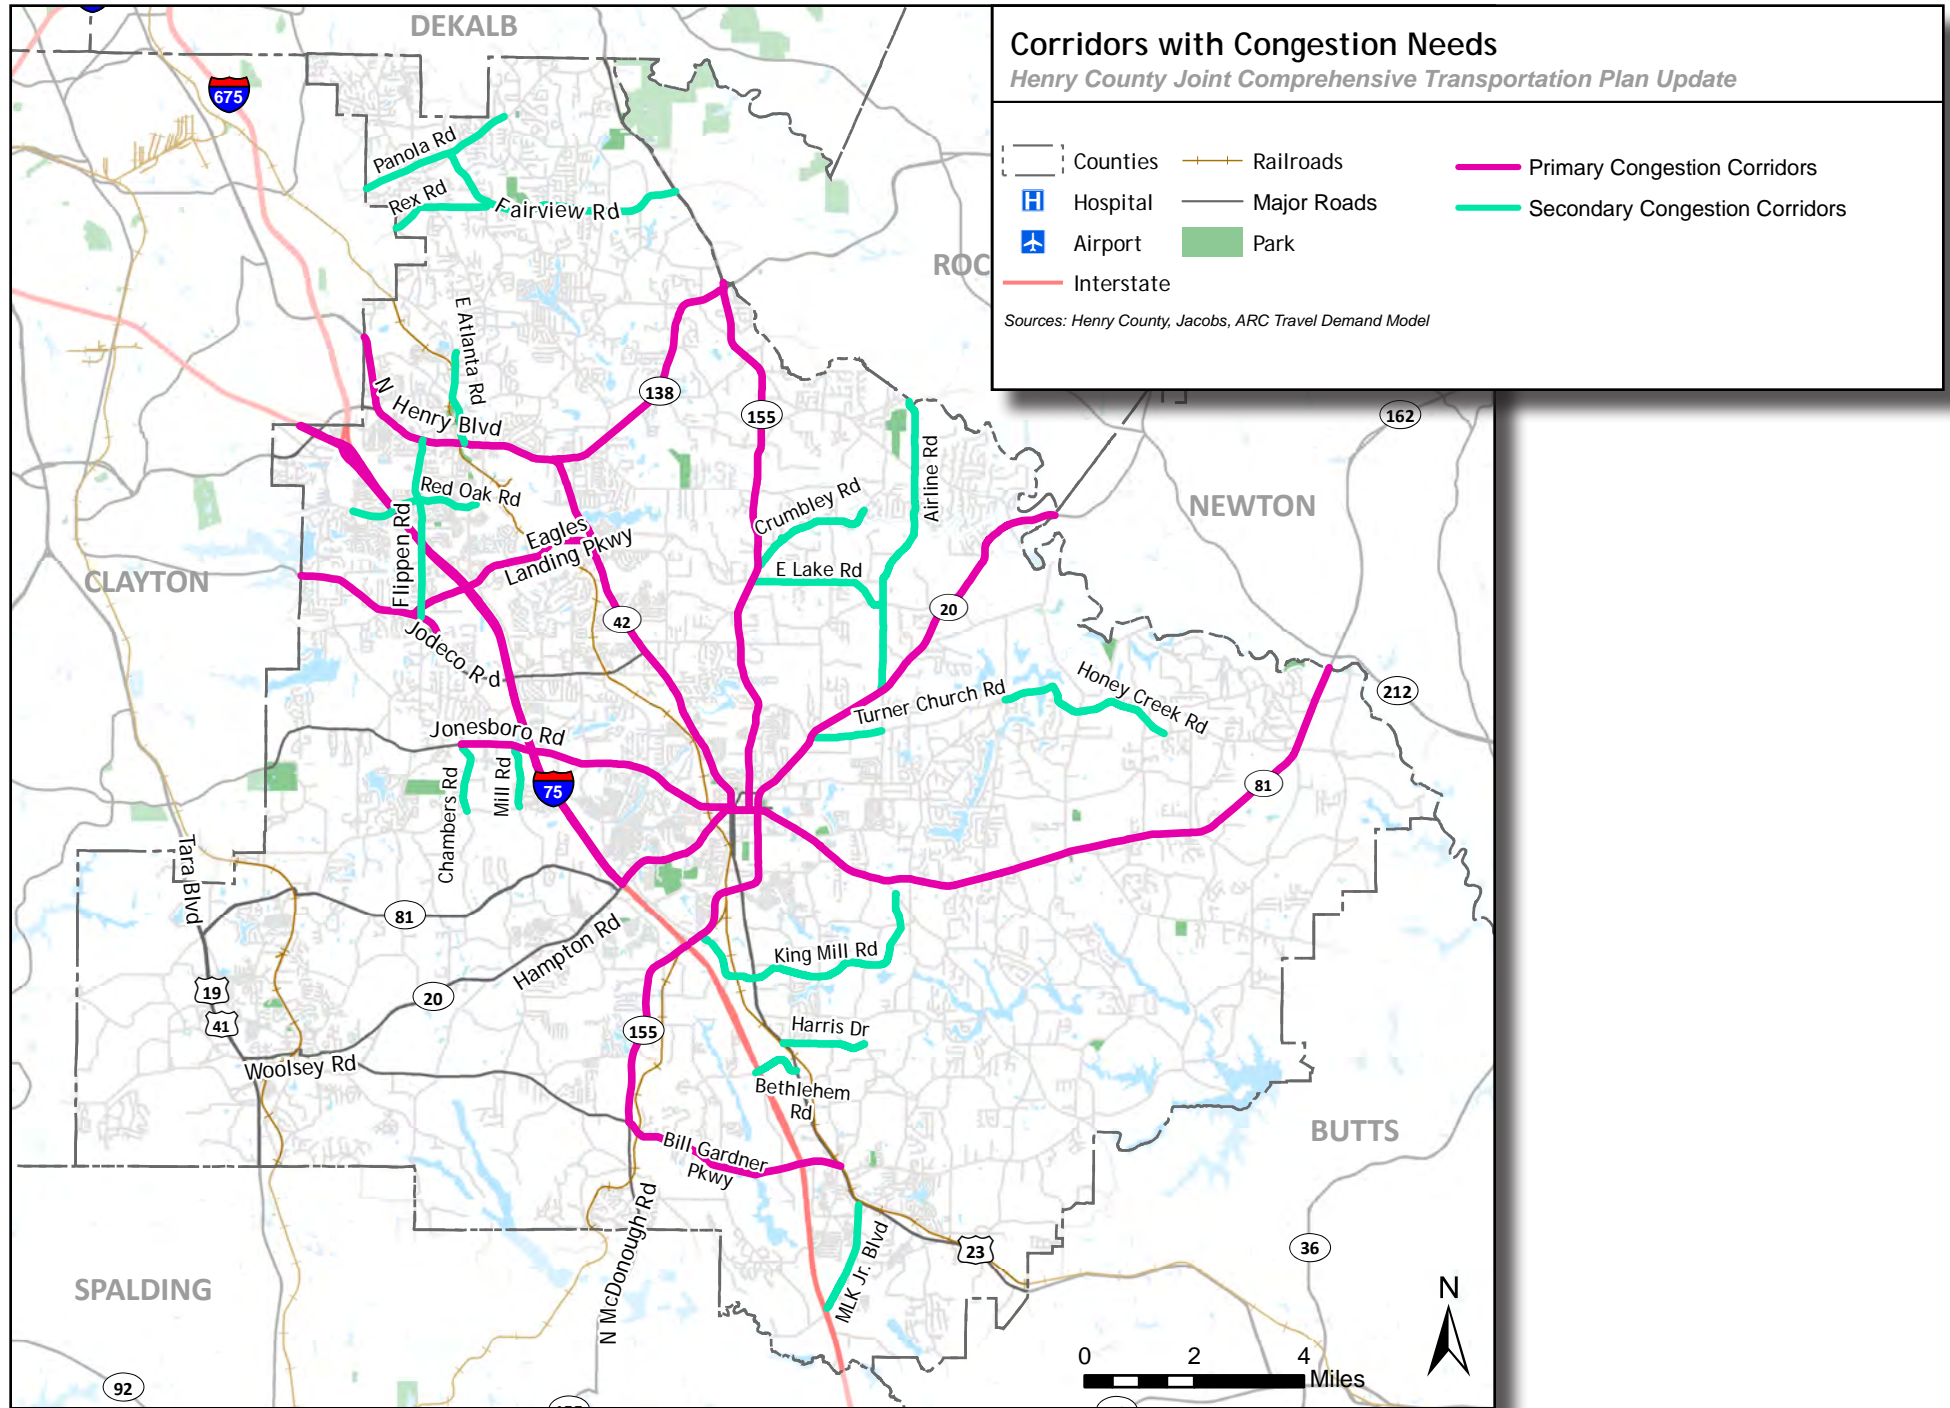 DEKALB
Corridors with Congestion Needs
Henry County Joint Comprehensive Transportation Plan Update
Counties
Railroads
Primary Congestion Corridors
Hospital
Major Roads
Secondary Congestion Corridors
Airport
Park
Interstate
Sources: Henry County, Jacobs, ARC Travel Demand Model
H
675
Panola Rd
Rex Rd
Fairview Rd
ROC
E Atlanta Rd
N Henry Blvd
138
155
162
Red Oak Rd
Crumbley Rd
Airline Rd
NEWTON
Flippen Rd
Eagles
Landing Pkwy
E Lake Rd
CLAYTON
20
42
Jodeco Rd
Honey Creek Rd
212
Turner Church Rd
Jonesboro Rd
Chambers Rd
Mill Rd
75
81
Tara Blvd
81
Hampton Rd
King Mill Rd
19
20
41
155
Harris Dr
Woolsey Rd
Bethlehem
Rd
BUTTS
Bill Gardner
Pkwy
N McDonough Rd
MLK Jr. Blvd
23
36
SPALDING
N
0 2 4
Miles
92